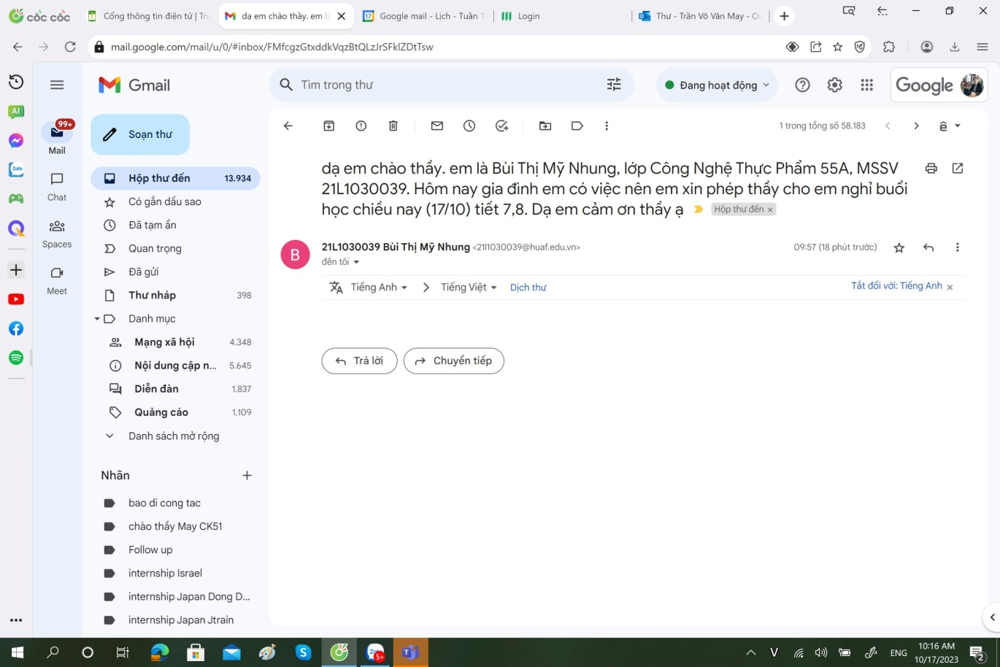 cốc cốc
Cổng thông tin điện tử | Tru
dạ em chào thầy. em là
Google mail - Lịch - Tuần 1
Login
Thư - Trần Võ Văn May - O
mail.google.com/mail/u/0/#inbox/FMfcgzGtxddkVqzBtQLzJrSFklZDtTsw
Gmail
Tìm trong thư
Đang hoạt động
Google
99+
Mail
Chat
Spaces
Meet
AI
Zalo
Soạn thư
Hộp thư đến 13.934
Có gắn dấu sao
Đã tạm ẩn
Quan trọng
Đã gửi
Thư nháp 398
Danh mục
Mạng xã hội 4.348
Nội dung cập n... 5.645
Diễn đàn 1.837
Quảng cáo 1.109
Danh sách mở rộng
Nhãn
bao di cong tac
chào thầy May CK51
Follow up
internship Israel
internship Japan Dong D...
internship Japan Jtrain
1 trong tổng số 58.183
ê
dạ em chào thầy. em là Bùi Thị Mỹ Nhung, lớp Công Nghệ Thực Phẩm 55A, MSSV
21L1030039. Hôm nay gia đình em có việc nên em xin phép thầy cho em nghỉ buổi
học chiều nay (17/10) tiết 7,8. Dạ em cảm ơn thầy ạ Hộp thư đến
B
21L1030039 Bùi Thị Mỹ Nhung <21l1030039@huaf.edu.vn> 09:57 (18 phút trước)
đến tôi
Tiếng Anh Tiếng Việt Dịch thư Tắt đối với: Tiếng Anh
Trả lời Chuyển tiếp
Zalo
5+
V
ENG
10:16 AM
10/17/2023
2